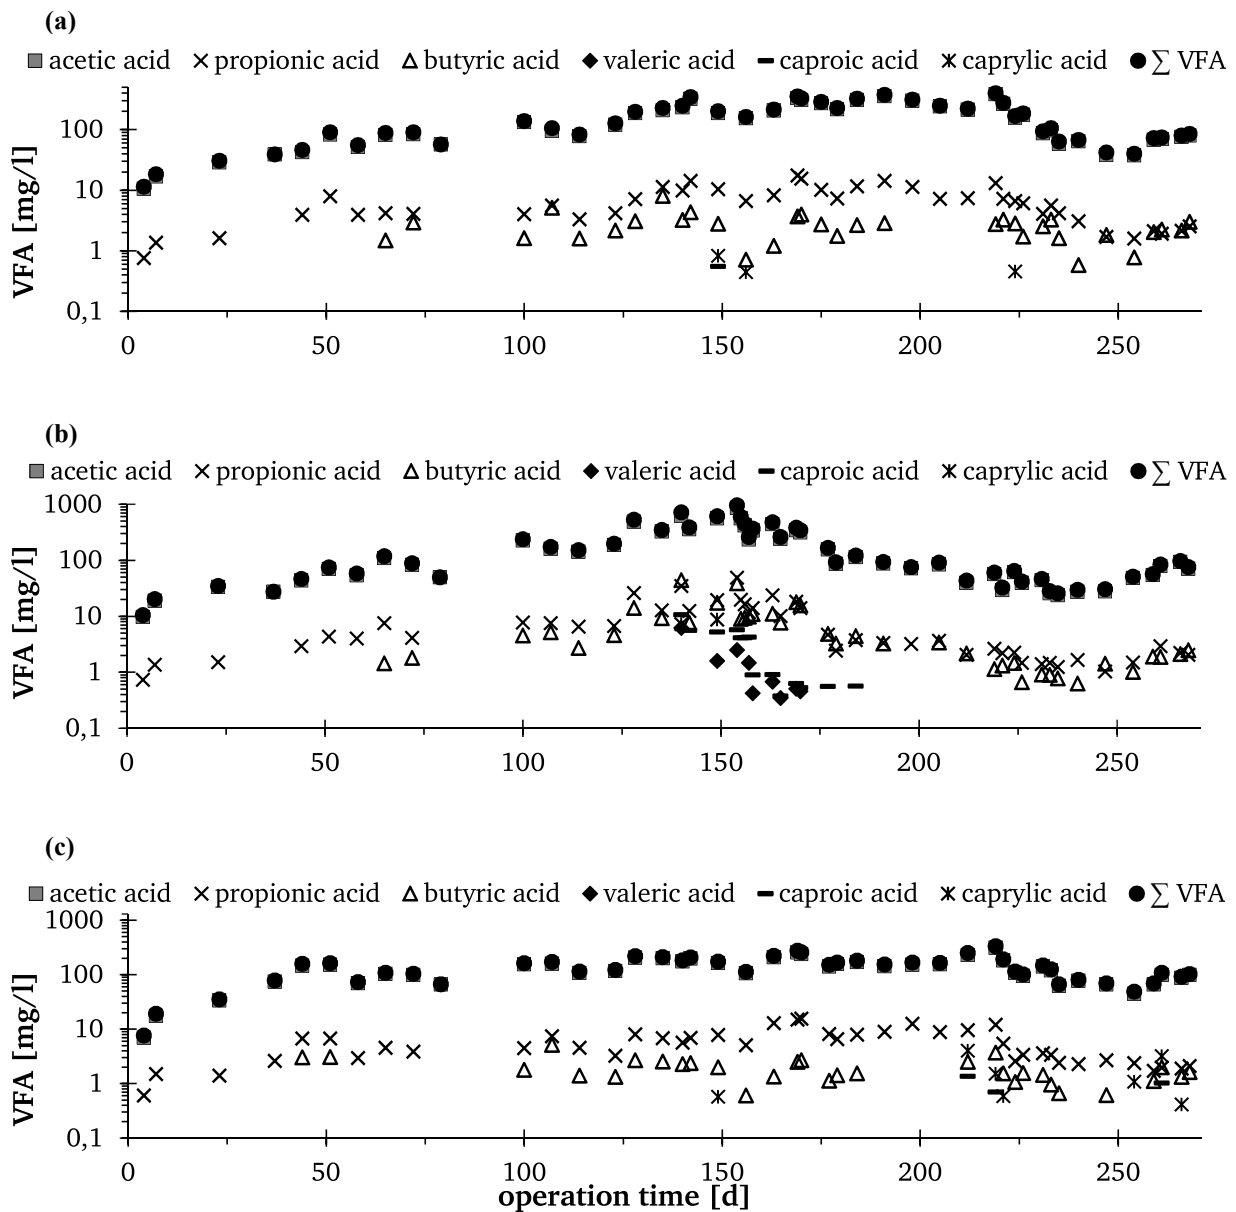 (a)
acetic acid propionic acid butyric acid valeric acid caproic acid caprylic acid ∑ VFA
VFA [mg/l]
100
10
1
0,1
0 50 100 150 200 250
(b)
acetic acid propionic acid butyric acid valeric acid caproic acid caprylic acid ∑ VFA
VFA [mg/l]
1000
100
10
1
0,1
0 50 100 150 200 250
(c)
acetic acid propionic acid butyric acid valeric acid caproic acid caprylic acid ∑ VFA
VFA [mg/l]
1000
100
10
1
0,1
0 50 100 150 200 250
operation time [d]